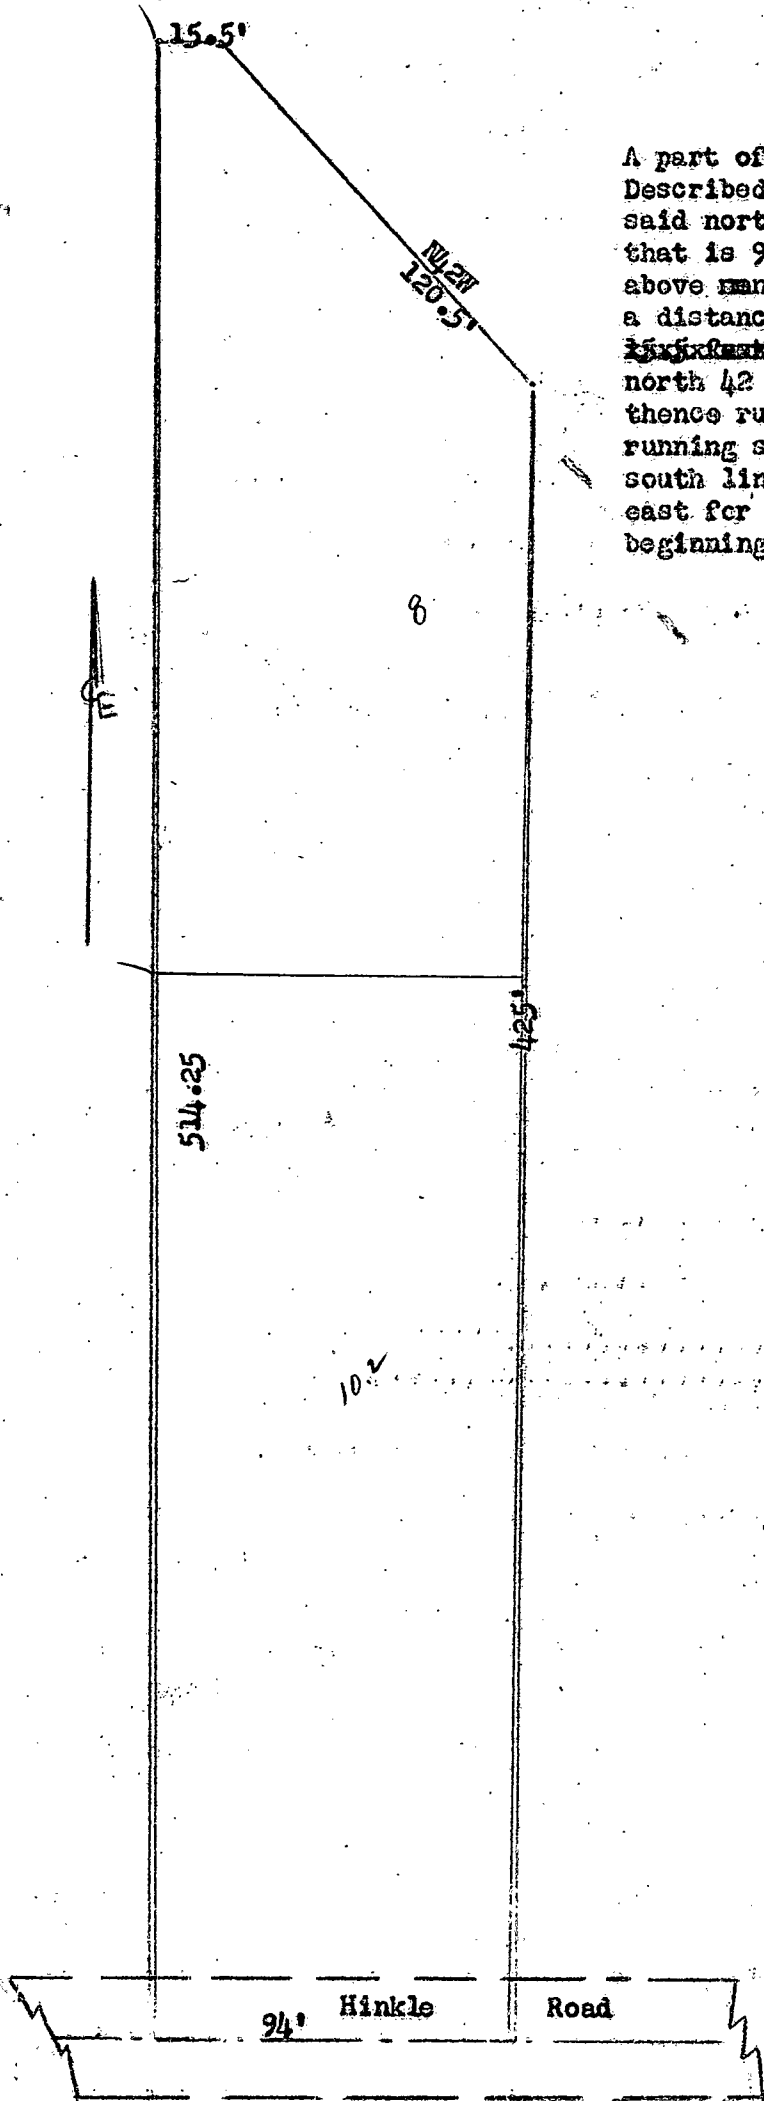 15.5'
A part of
Described
said nort
that is 9
above
a distanc
north 42
thence ru
running s
south lin
east for
beginning
N42W
120.5'
8
E
425'
514.25
10.2
Hinkle Road
94'